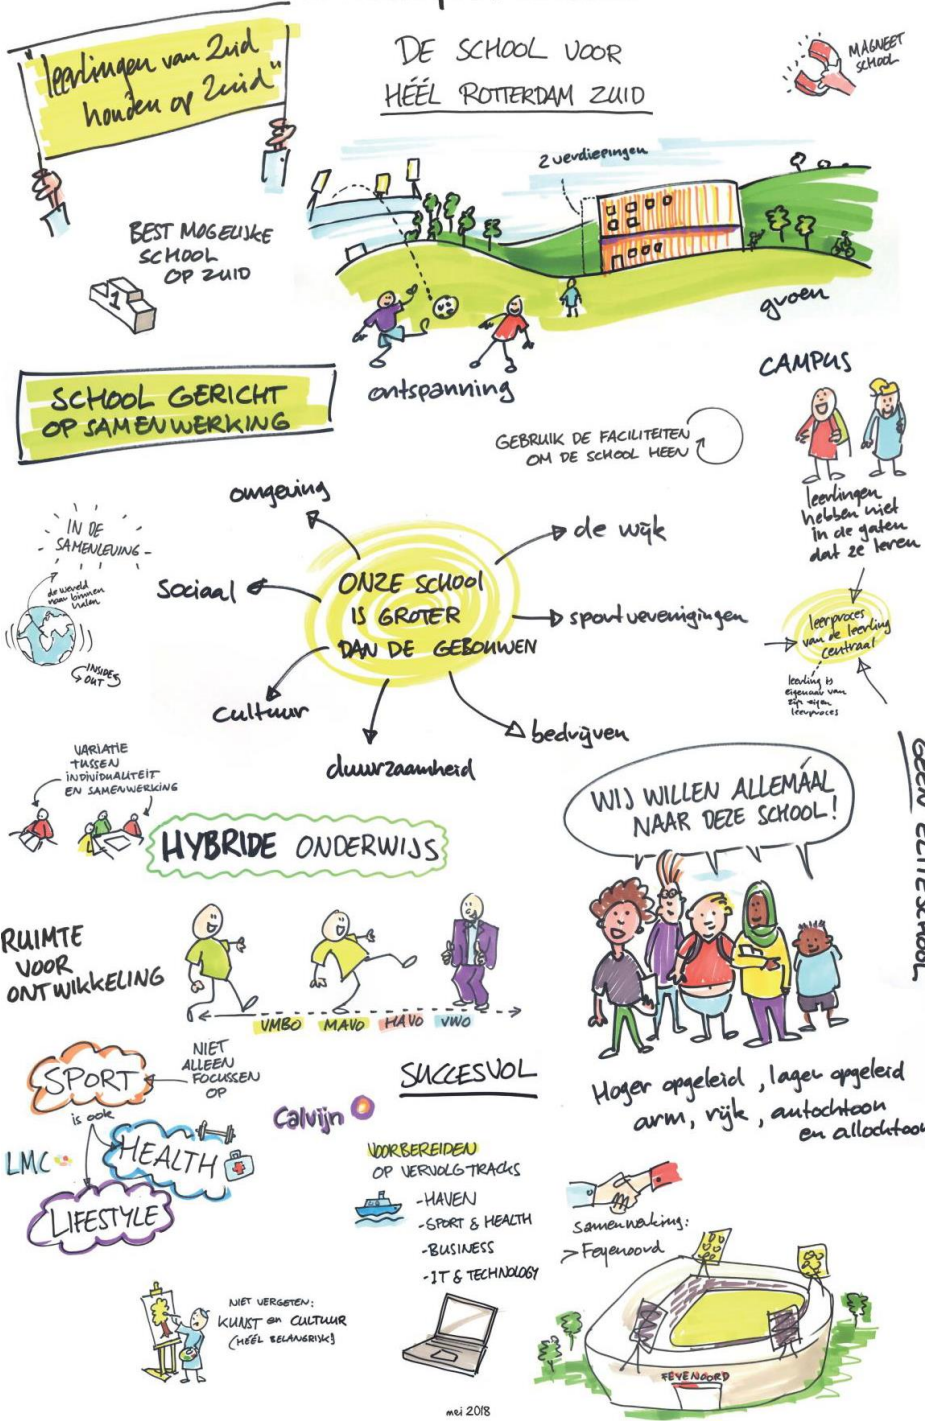 "leerlingen van Zuid
houden op Zuid"
DE SCHOOL VOOR
HÉÉL ROTTERDAM ZUID
MAGNEET
SCHOOL
2 verdiepingen
BEST MOGELIJKE
SCHOOL
OP ZUID
1
groen
ontspanning
CAMPUS
SCHOOL GERICHT
OP SAMENWERKING
GEBRUIK DE FACILITEITEN
OM DE SCHOOL HEEN
leerlingen
hebben niet
in de gaten
dat ze leren
IN DE
SAMENLEVING
de wereld
naar binnen
halen
INSIDE
OUT
ONZE SCHOOL
IS GROTER
DAN DE GEBOUWEN
omgeving
de wijk
Sociaal
sportverenigingen
Cultuur
bedrijven
duurzaamheid
leerproces
van de leerling
centraal
leerling is
eigenaar van
zijn eigen
leerproces
VARIATIE
TUSSEN
INDIVIDUALITEIT
EN SAMENWERKING
HYBRIDE ONDERWIJS
WIJ WILLEN ALLEMÁÁL
NAAR DEZE SCHOOL!
GEEN ELITESCHOOL
RUIMTE
VOOR
ONTWIKKELING
VMBO MAVO HAVO VWO
Hoger opgeleid, lager opgeleid
arm, rijk, autochtoon
en allochtoon
SPORT
NIET
ALLEEN
FOCUSSEN
OP
is ook
HEALTH
LMC
LIFESTYLE
SUCCESVOL
Calvijn
VOORBEREIDEN
OP VERVOLG TRACKS
- HAVEN
- SPORT & HEALTH
- BUSINESS
- IT & TECHNOLOGY
samenwerking:
> Feyenoord
FEYENOORD
NIET VERGETEN:
KUNST en CULTUUR
(HÉÉL BELANGRIJK)
mei 2018